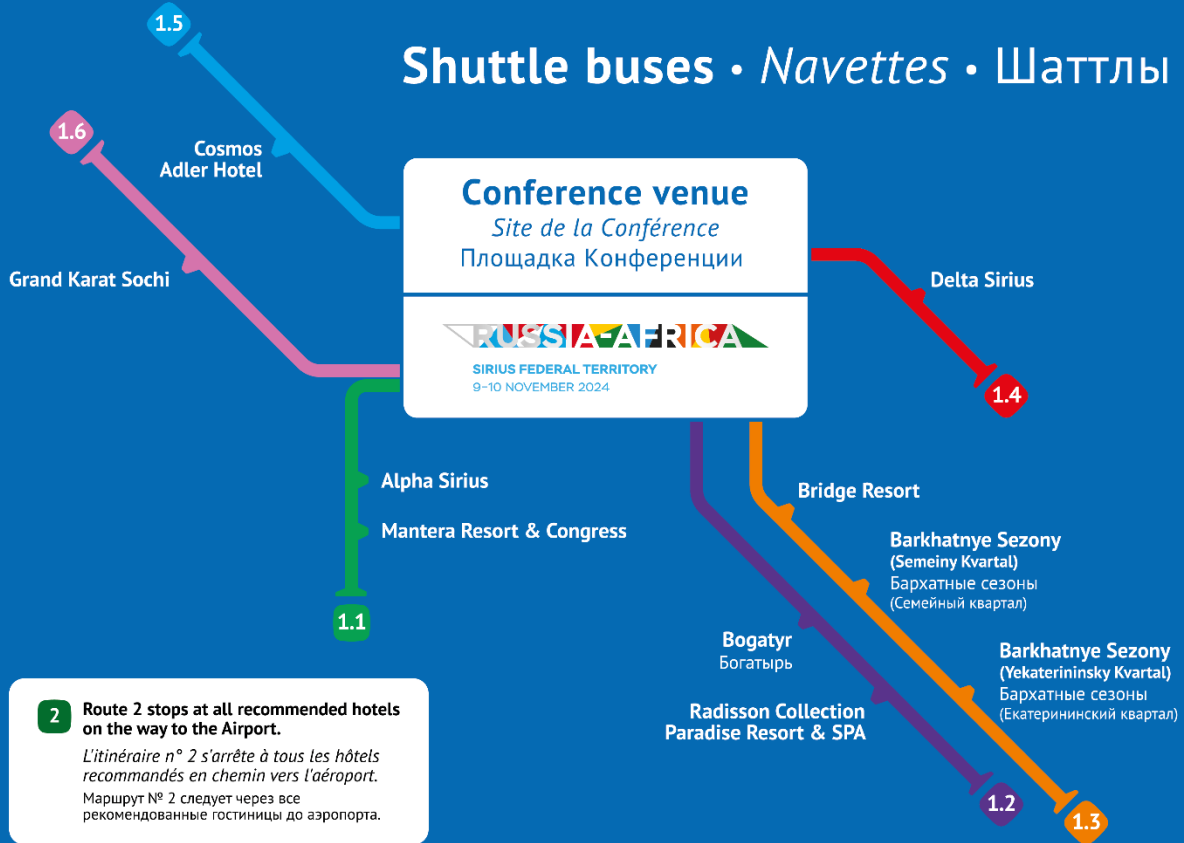 Shuttle buses • Navettes • Шаттлы
1.5
1.6
Cosmos
Adler Hotel
Conference venue
Site de la Conférence
Площадка Конференции
Grand Karat Sochi
Delta Sirius
RUSSIA-AFRICA
SIRIUS FEDERAL TERRITORY
9–10 NOVEMBER 2024
1.4
Alpha Sirius
Mantera Resort & Congress
1.1
Bridge Resort
Barkhatnye Sezony
(Semeiny Kvartal)
Бархатные сезоны
(Семейный квартал)
Bogatyr
Богатырь
Barkhatnye Sezony
(Yekaterininsky Kvartal)
Бархатные сезоны
(Екатерининский квартал)
Radisson Collection
Paradise Resort & SPA
1.2
1.3
2
Route 2 stops at all recommended hotels
on the way to the Airport.
L'itinéraire n° 2 s'arrête à tous les hôtels
recommandés en chemin vers l'aéroport.
Маршрут № 2 следует через все
рекомендованные гостиницы до аэропорта.